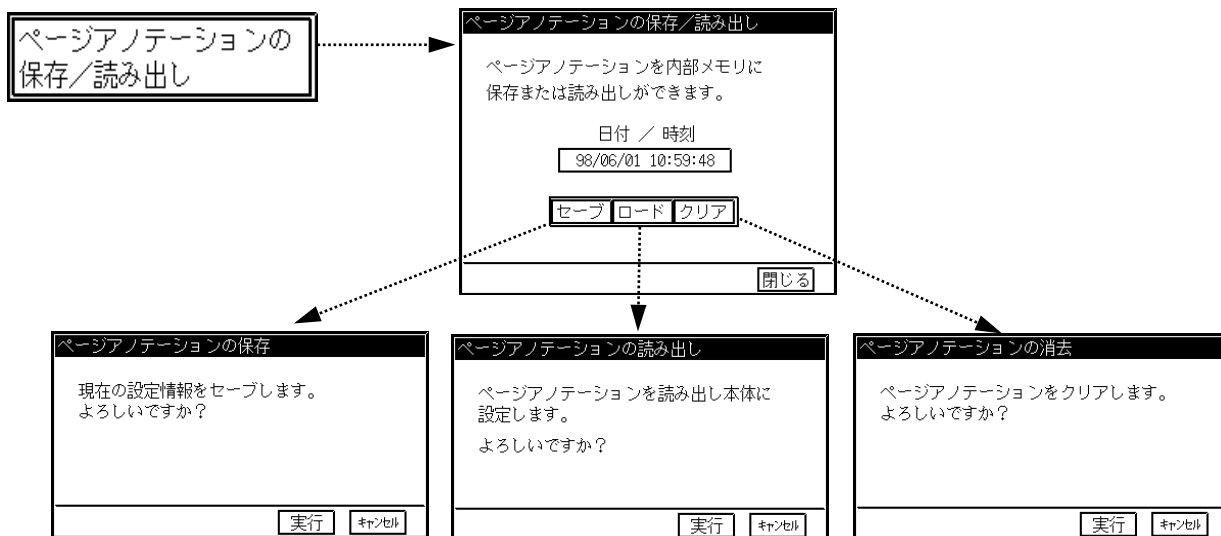 ページアノテーションの
保存／読み出し
ページアノテーションの保存／読み出し
ページアノテーションを内部メモリに
保存または読み出しができます。
日付 ／ 時刻
98/06/01 10:59:48
セーブ ロード クリア
閉じる
ページアノテーションの保存
現在の設定情報をセーブします。
よろしいですか？
実行 ｷｬﾝｾﾙ
ページアノテーションの読み出し
ページアノテーションを読み出し本体に
設定します。
よろしいですか？
実行 ｷｬﾝｾﾙ
ページアノテーションの消去
ページアノテーションをクリアします。
よろしいですか？
実行 ｷｬﾝｾﾙ